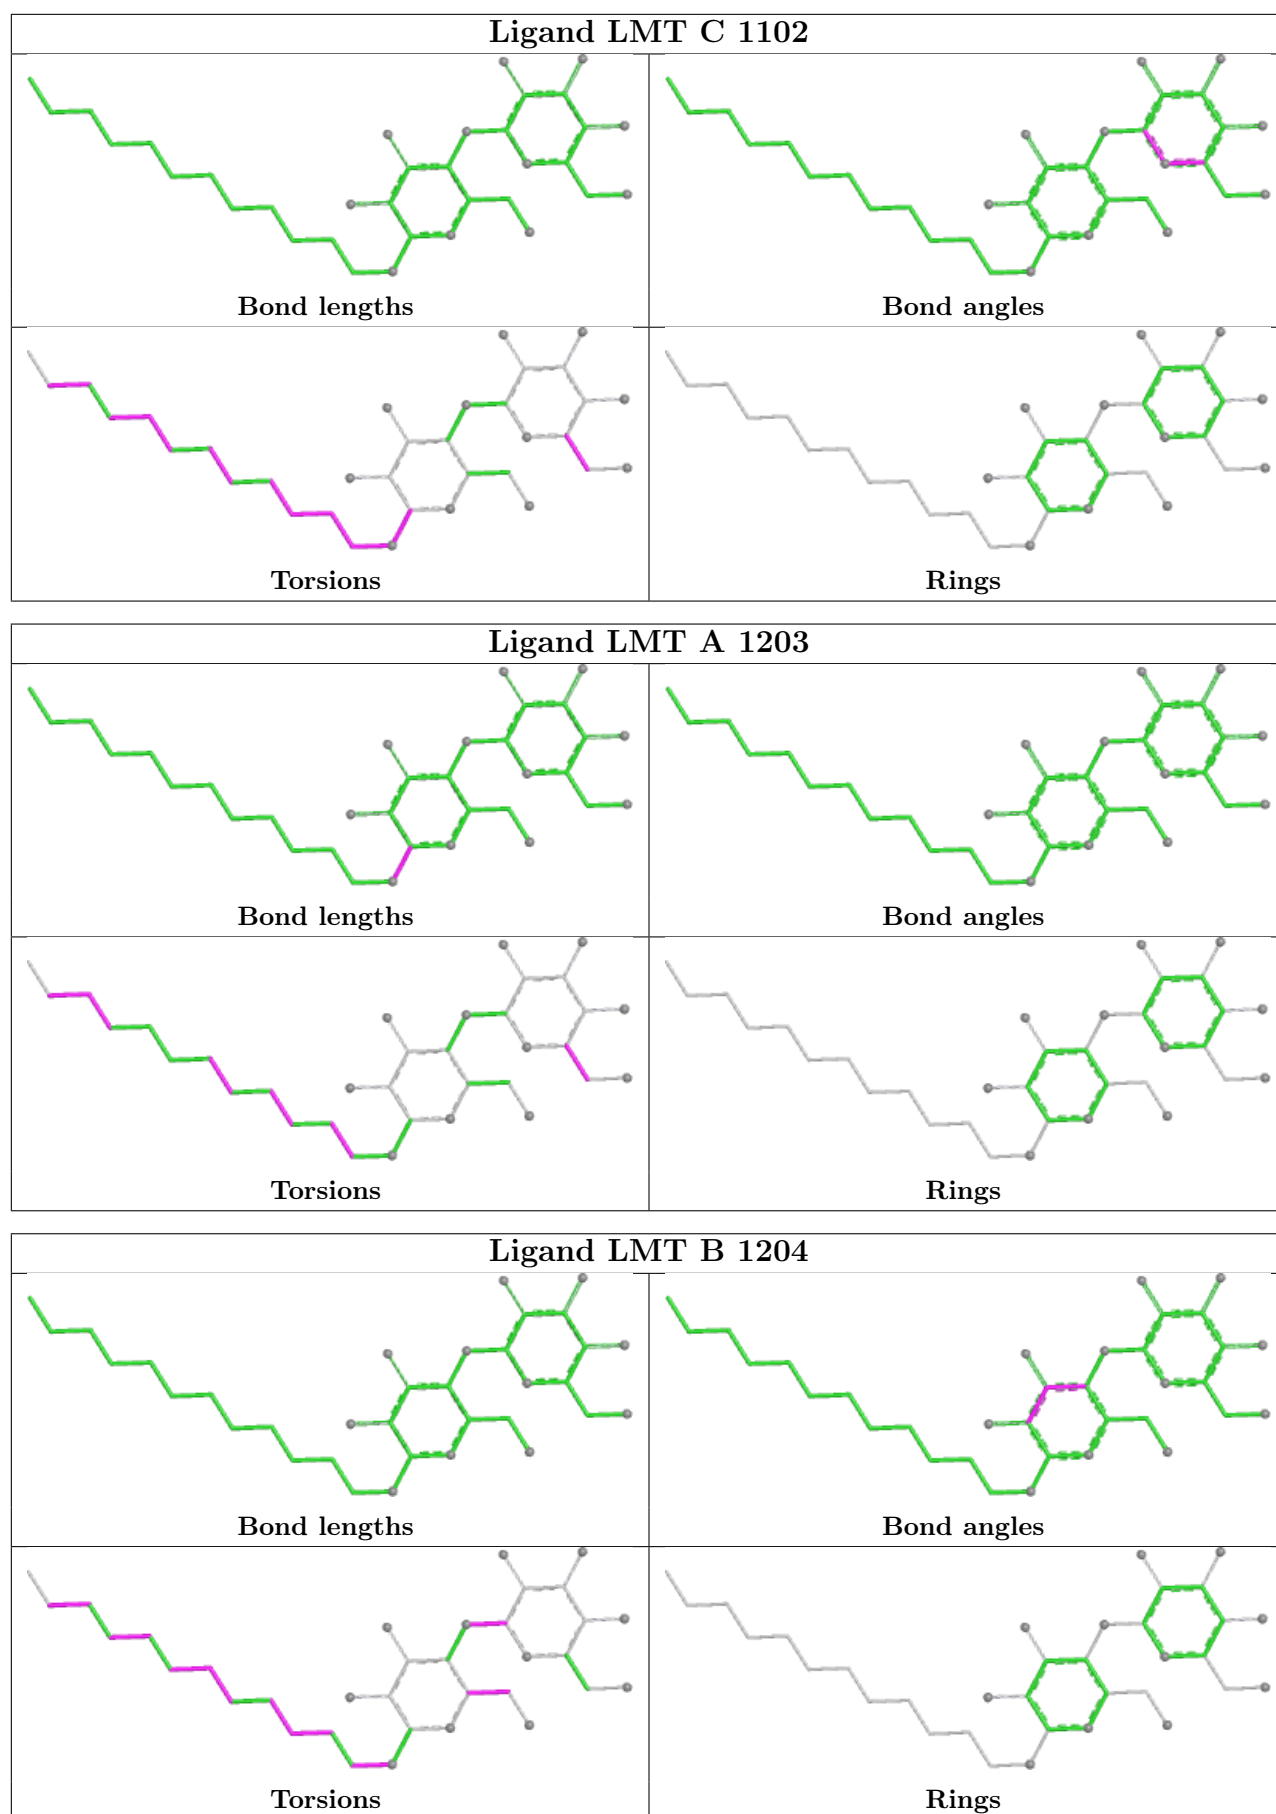 Ligand LMT C 1102
Bond lengths
Bond angles
Torsions
Rings
Ligand LMT A 1203
Bond lengths
Bond angles
Torsions
Rings
Ligand LMT B 1204
Bond lengths
Bond angles
Torsions
Rings